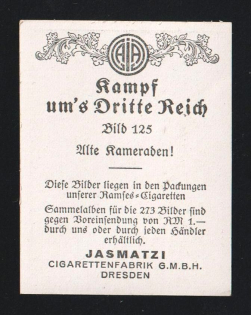 AJA
Kampf
um's Dritte Reich
Bild 125
Alte Kameraden!
Diese Bilder liegen in den Packungen
unserer Ramses-Cigaretten
Sammelalben für die 273 Bilder sind
gegen Voreinsendung von RM 1.—
durch uns oder durch jeden Händler
erhältlich.
JASMATZI
CIGARETTENFABRIK G.M.B.H.
DRESDEN